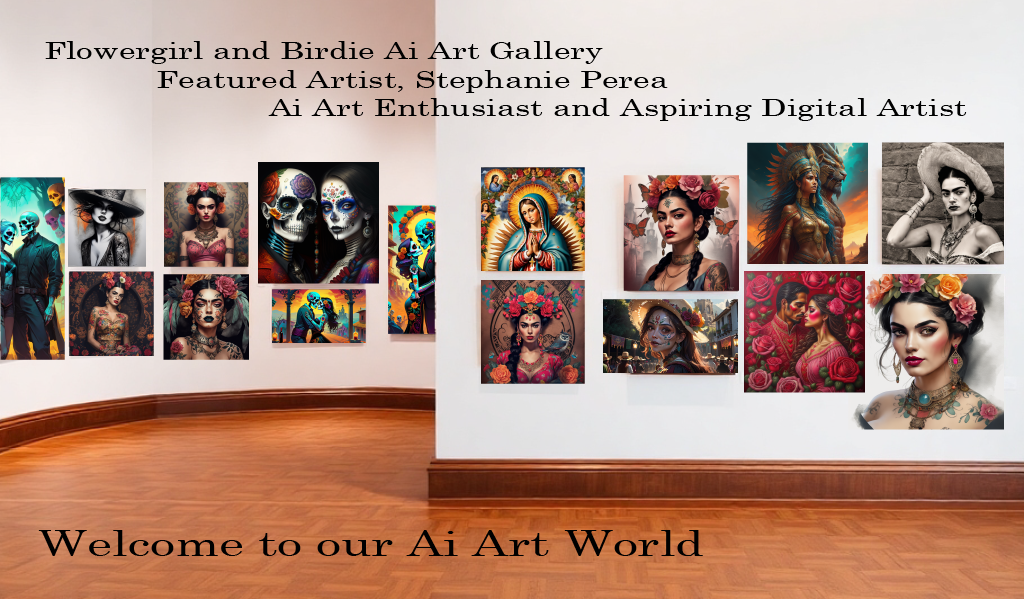 Flowergirl and Birdie Ai Art Gallery
Featured Artist, Stephanie Perea
Ai Art Enthusiast and Aspiring Digital Artist
Welcome to our Ai Art World